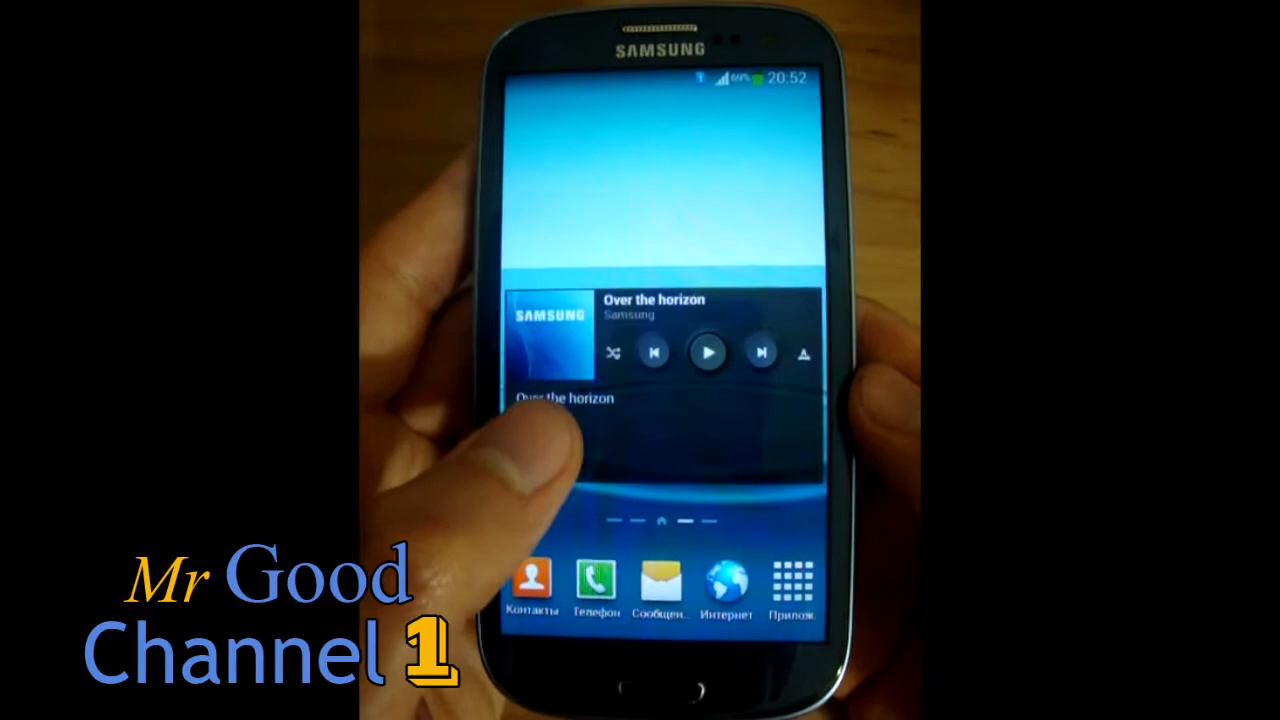 SAMSUNG
69% 20:52
SAMSUNG
Over the horizon
Samsung
Over the horizon
Контакты Телефон Сообщен.. Интернет Прилож.
Mr Good
Channel 1